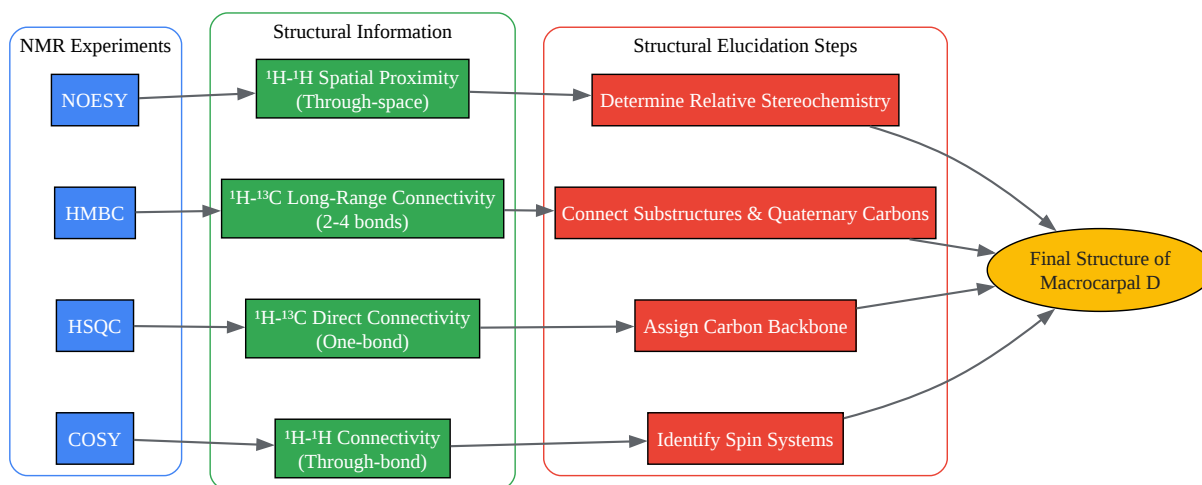 NMR Experiments
Structural Information
Structural Elucidation Steps
NOESY
¹H-¹H Spatial Proximity
(Through-space)
Determine Relative Stereochemistry
HMBC
¹H-¹³C Long-Range Connectivity
(2-4 bonds)
Connect Substructures & Quaternary Carbons
Final Structure of
Macrocarpal D
HSQC
¹H-¹³C Direct Connectivity
(One-bond)
Assign Carbon Backbone
COSY
¹H-¹H Connectivity
(Through-bond)
Identify Spin Systems